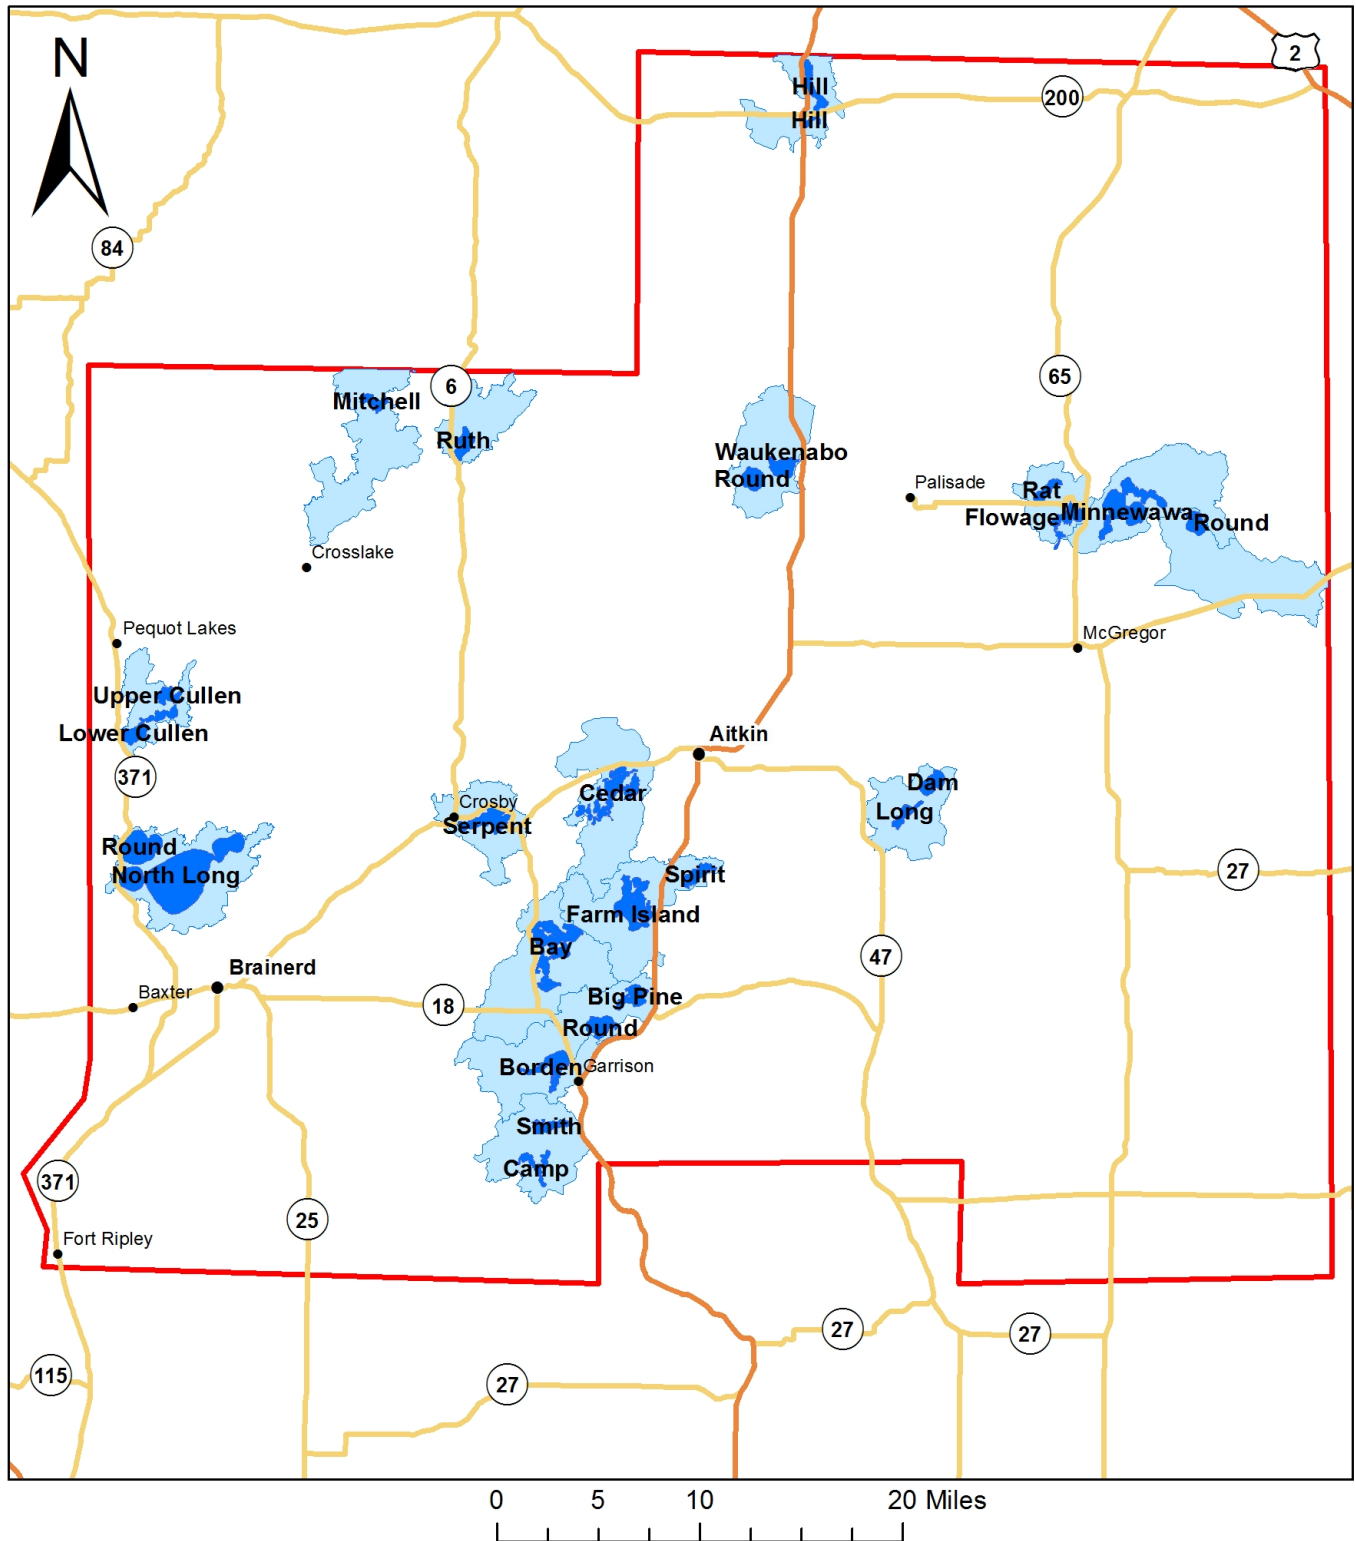 N
2
Hill
200
Hill
84
6
65
Mitchell
Ruth
Waukenabo
Round
Palisade
Rat
Flowage
Minnewawa
Round
Crosslake
Pequot Lakes
McGregor
Upper Cullen
Lower Cullen
Aitkin
371
Crosby
Serpent
Cedar
Dam
Long
Round
North Long
Spirit
27
Farm Island
Bay
47
Brainerd
Baxter
18
Big Pine
Round
Borden
Garrison
Smith
Camp
371
25
Fort Ripley
27
27
115
27
0 5 10 20 Miles